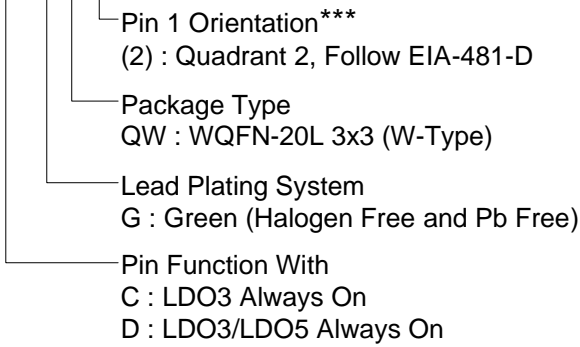 Pin 1 Orientation***
(2) : Quadrant 2, Follow EIA-481-D
Package Type
QW : WQFN-20L 3x3 (W-Type)
Lead Plating System
G : Green (Halogen Free and Pb Free)
Pin Function With
C : LDO3 Always On
D : LDO3/LDO5 Always On